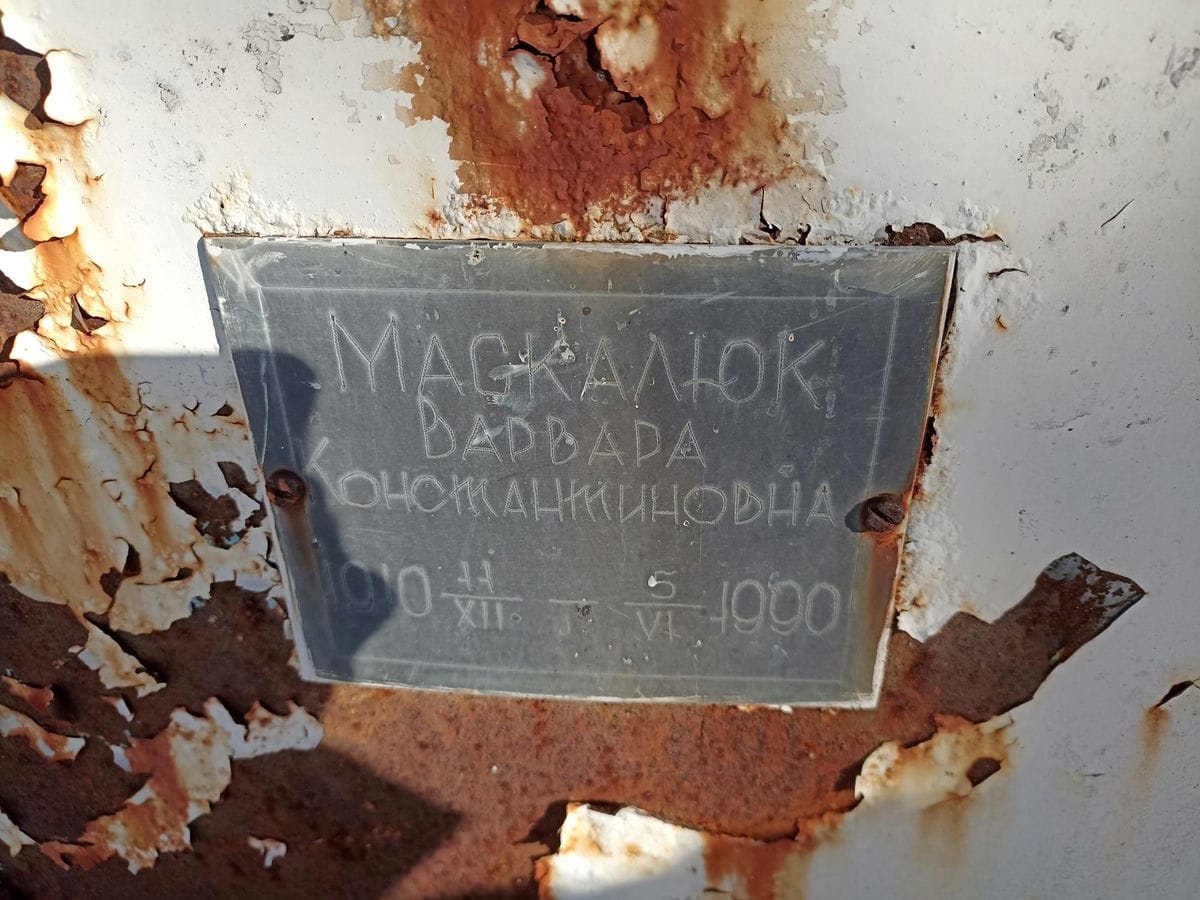 МАСКАЛЮК
ВАРВАРА
КОНСТАНТИНОВНА
1910 11/XII. – 5/VI 1990